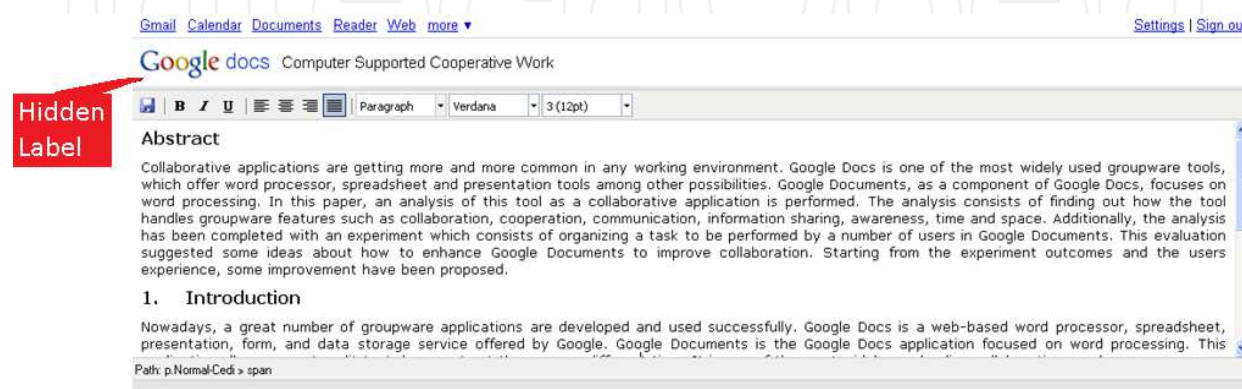 Gmail Calendar Documents Reader Web more ▼ Settings | Sign ou
Google docs Computer Supported Cooperative Work
Hidden
Label
B I U Paragraph Verdana 3 (12pt)
Abstract
Collaborative applications are getting more and more common in any working environment. Google Docs is one of the most widely used groupware tools,
which offer word processor, spreadsheet and presentation tools among other possibilities. Google Documents, as a component of Google Docs, focuses on
word processing. In this paper, an analysis of this tool as a collaborative application is performed. The analysis consists of finding out how the tool
handles groupware features such as collaboration, cooperation, communication, information sharing, awareness, time and space. Additionally, the analysis
has been completed with an experiment which consists of organizing a task to be performed by a number of users in Google Documents. This evaluation
suggested some ideas about how to enhance Google Documents to improve collaboration. Starting from the experiment outcomes and the users
experience, some improvement have been proposed.
1. Introduction
Nowadays, a great number of groupware applications are developed and used successfully. Google Docs is a web-based word processor, spreadsheet,
presentation, form, and data storage service offered by Google. Google Documents is the Google Docs application focused on word processing. This
Path: p.Normal-Cedi » span